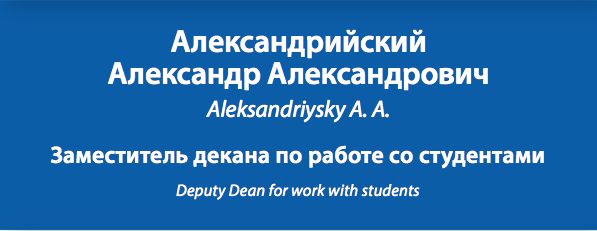 Александрийский
Александр Александрович
Aleksandriysky A. A.
Заместитель декана по работе со студентами
Deputy Dean for work with students